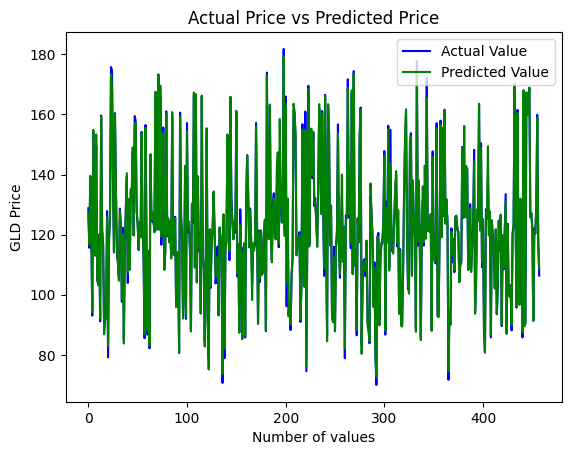 Actual Price vs Predicted Price
Actual Value
Predicted Value
180
160
140
120
100
80
GLD Price
0 100 200 300 400
Number of values